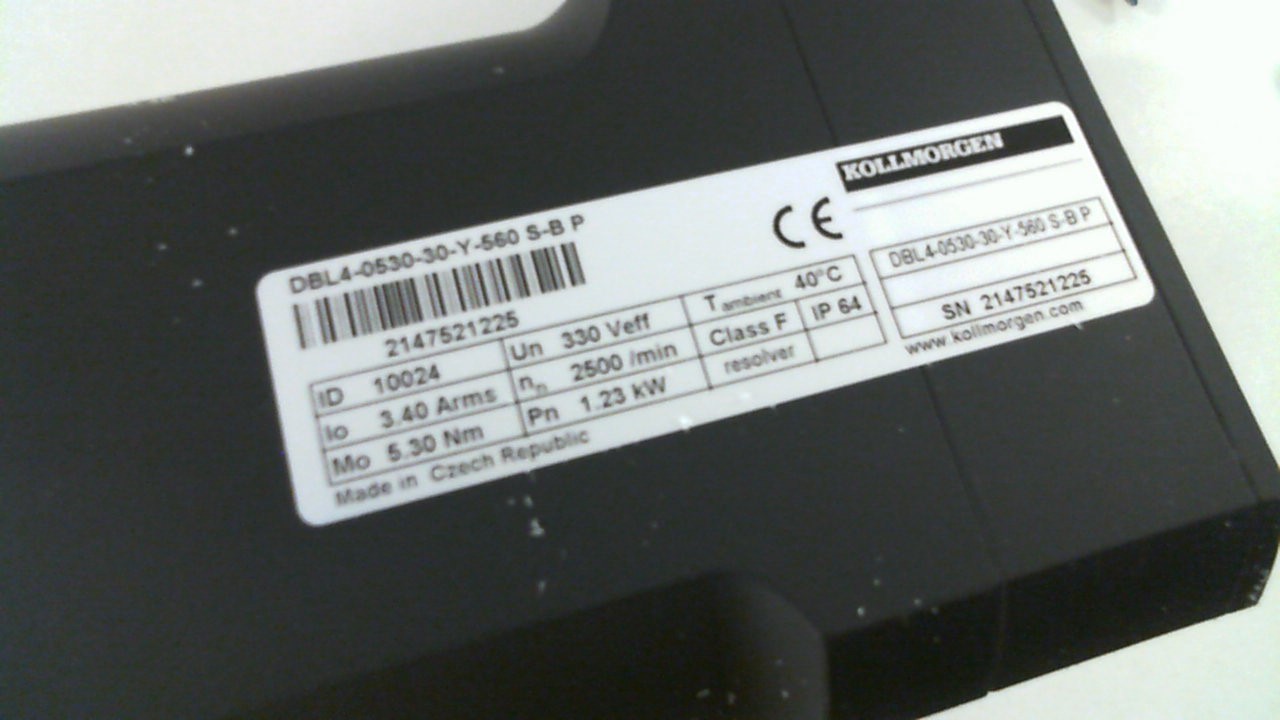 KOLLMORGEN
DBL4-0530-30-Y-560 S-B P
2147521225
ID 10024
Un 330 Veff
T ambient 40°C
Io 3.40 Arms
nn 2500 /min
Class F
IP 64
Mo 5.30 Nm
Pn 1.23 kW
resolver
Made in Czech Republic
CE
DBL4-0530-30-Y-560 S-B P
SN 2147521225
www.kollmorgen.com